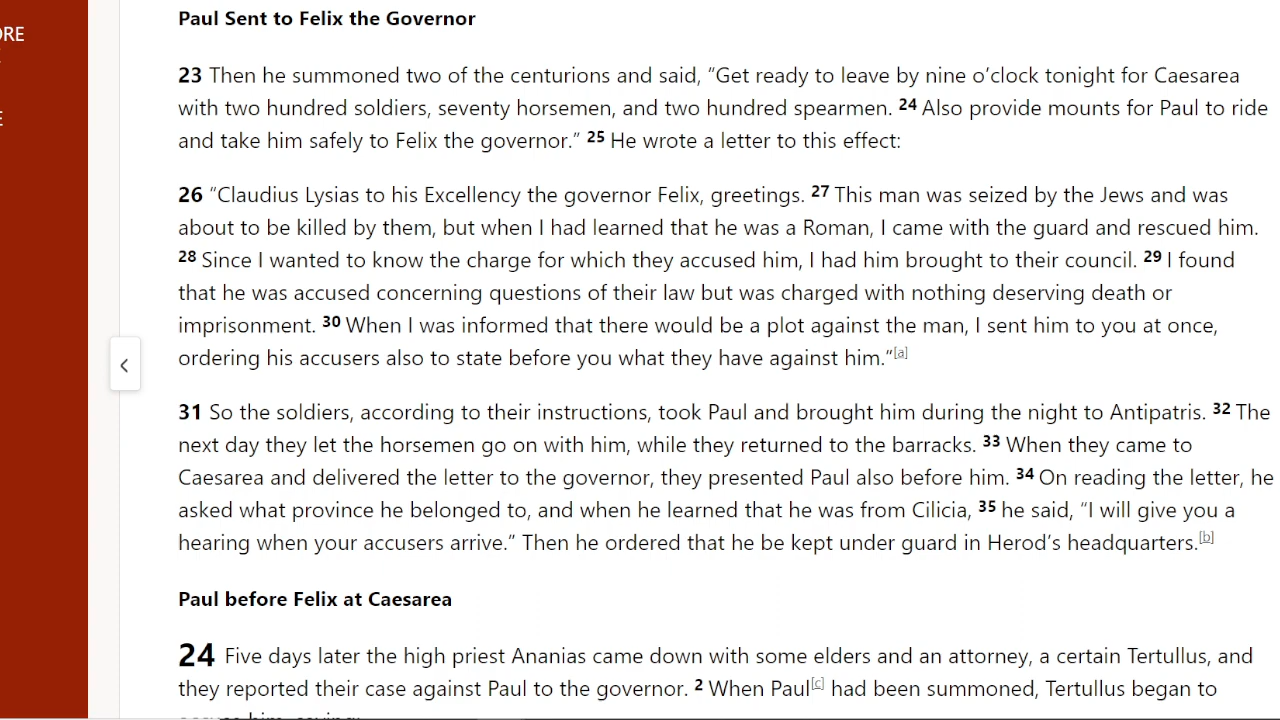 ORE
E
Paul Sent to Felix the Governor
23 Then he summoned two of the centurions and said, “Get ready to leave by nine o’clock tonight for Caesarea
with two hundred soldiers, seventy horsemen, and two hundred spearmen. 24 Also provide mounts for Paul to ride
and take him safely to Felix the governor.” 25 He wrote a letter to this effect:
26 “Claudius Lysias to his Excellency the governor Felix, greetings. 27 This man was seized by the Jews and was
about to be killed by them, but when I had learned that he was a Roman, I came with the guard and rescued him.
28 Since I wanted to know the charge for which they accused him, I had him brought to their council. 29 I found
that he was accused concerning questions of their law but was charged with nothing deserving death or
imprisonment. 30 When I was informed that there would be a plot against the man, I sent him to you at once,
ordering his accusers also to state before you what they have against him.“[a]
31 So the soldiers, according to their instructions, took Paul and brought him during the night to Antipatris. 32 The
next day they let the horsemen go on with him, while they returned to the barracks. 33 When they came to
Caesarea and delivered the letter to the governor, they presented Paul also before him. 34 On reading the letter, he
asked what province he belonged to, and when he learned that he was from Cilicia, 35 he said, “I will give you a
hearing when your accusers arrive.” Then he ordered that he be kept under guard in Herod’s headquarters.[b]
Paul before Felix at Caesarea
24 Five days later the high priest Ananias came down with some elders and an attorney, a certain Tertullus, and
they reported their case against Paul to the governor. 2 When Paul[c] had been summoned, Tertullus began to